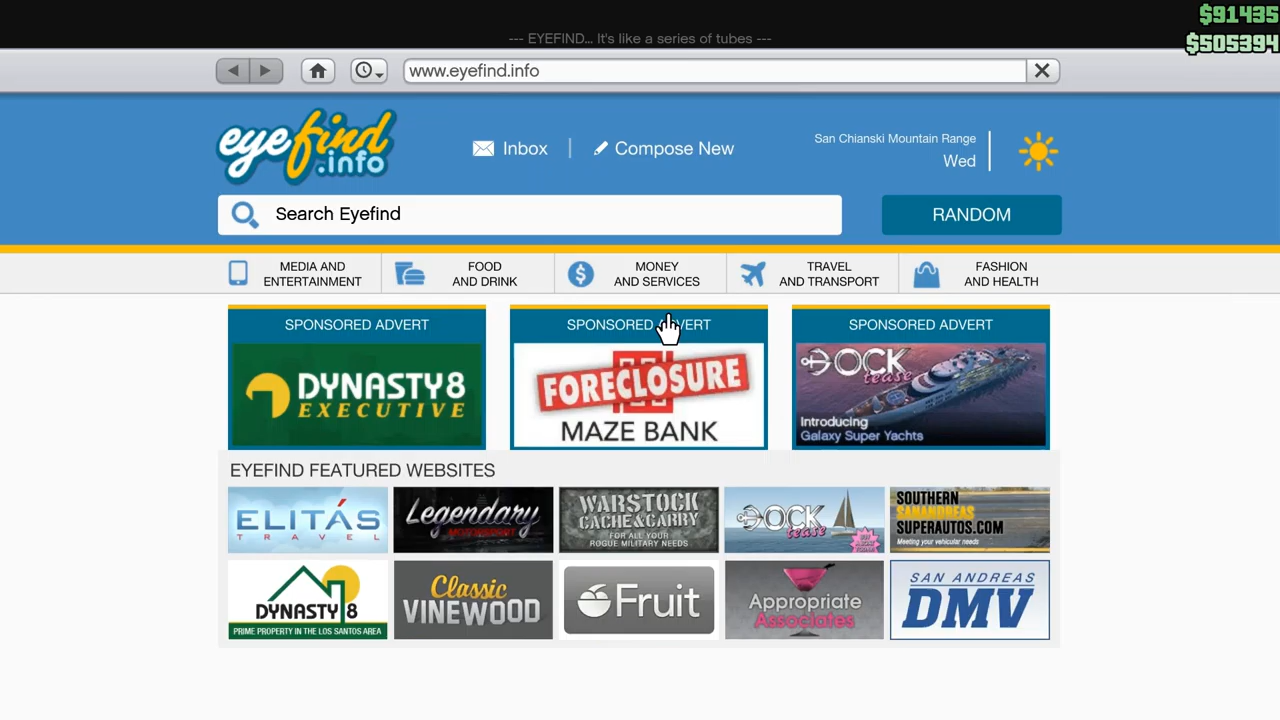 $91435
--- EYEFIND... It's like a series of tubes ---
$505394
www.eyefind.info
eyefind.info
Inbox
Compose New
San Chianski Mountain Range
Wed
Search Eyefind
RANDOM
MEDIA AND
ENTERTAINMENT
FOOD
AND DRINK
MONEY
AND SERVICES
TRAVEL
AND TRANSPORT
FASHION
AND HEALTH
SPONSORED ADVERT
DYNASTY8
EXECUTIVE
SPONSORED ADVERT
FORECLOSURE
MAZE BANK
SPONSORED ADVERT
DOCK
tease
Introducing
Galaxy Super Yachts
EYEFIND FEATURED WEBSITES
ELITÁS
TRAVEL
Legendary
MOTORSPORT
WARSTOCK
CACHE&CARRY
FOR ALL YOUR
ROGUE MILITARY NEEDS
DOCK
tease
SOUTHERN
SANANDREAS
SUPERAUTOS.COM
Meeting your vehicular needs
DYNASTY 8
PRIME PROPERTY IN THE LOS SANTOS AREA
Classic
VINEWOOD
Fruit
Appropriate
Associates
SAN ANDREAS
DMV